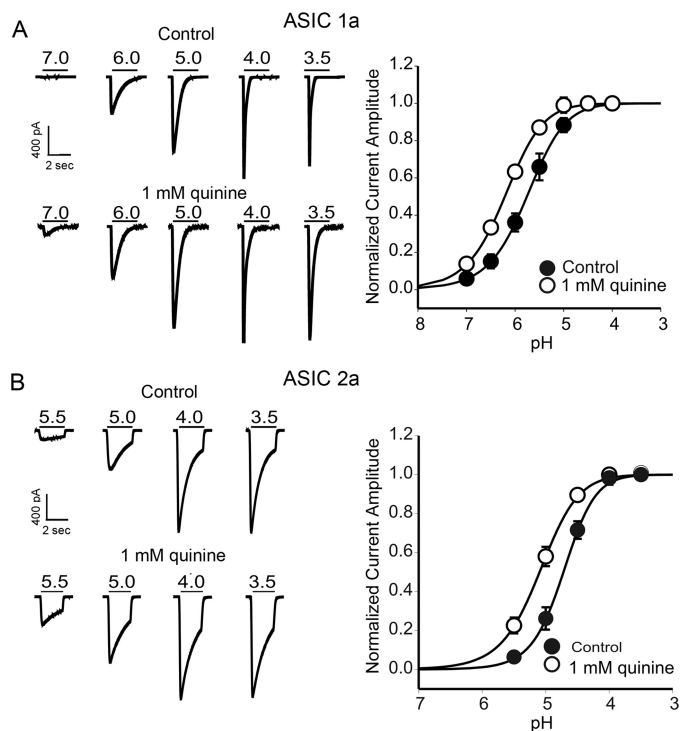 A
ASIC 1a
Control
7.0 6.0 5.0 4.0 3.5
400 pA
2 sec
1 mM quinine
7.0 6.0 5.0 4.0 3.5
Normalized Current Amplitude
1.2
1.0
0.8
0.6
0.4
0.2
0.0
Control
1 mM quinine
8 7 6 5 4 3
pH
B
ASIC 2a
Control
5.5 5.0 4.0 3.5
400 pA
2 sec
1 mM quinine
5.5 5.0 4.0 3.5
Normalized Current Amplitude
1.2
1.0
0.8
0.6
0.4
0.2
0.0
Control
1 mM quinine
7 6 5 4 3
pH